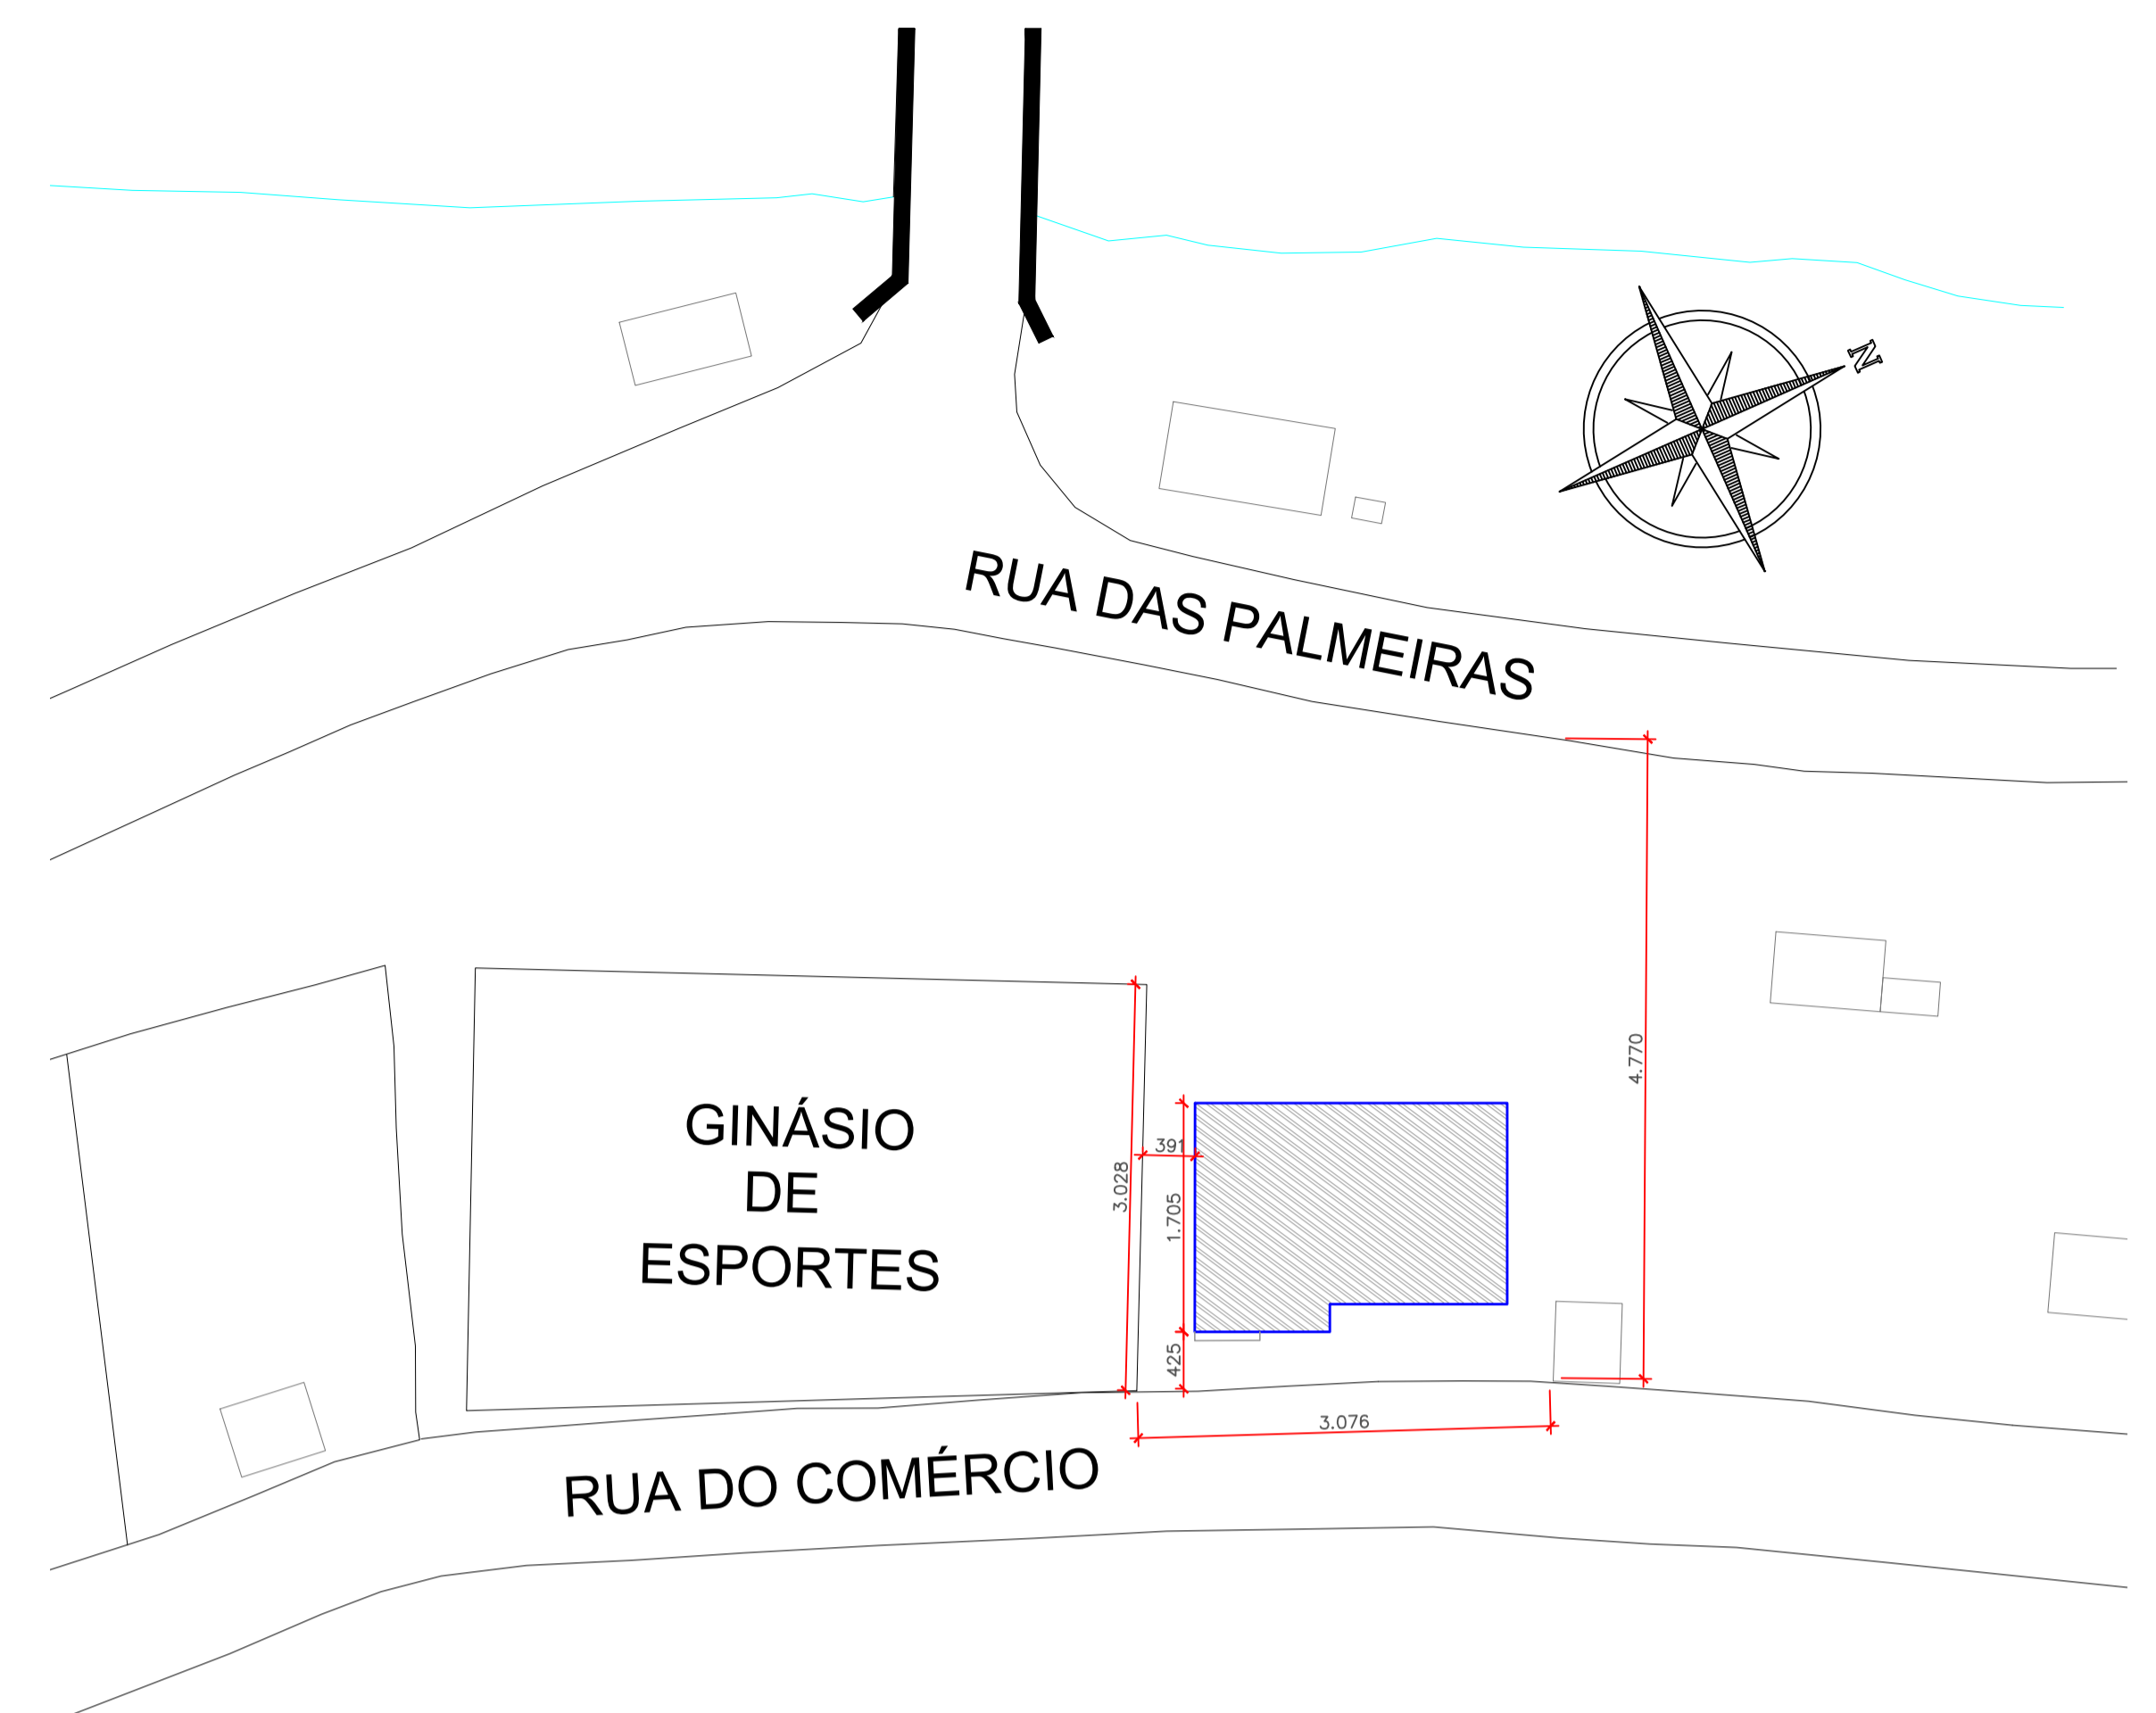 N
RUA DAS PALMEIRAS
4.770
GINÁSIO
DE
ESPORTES
3.028
391
1.705
425
3.076
RUA DO COMÉRCIO